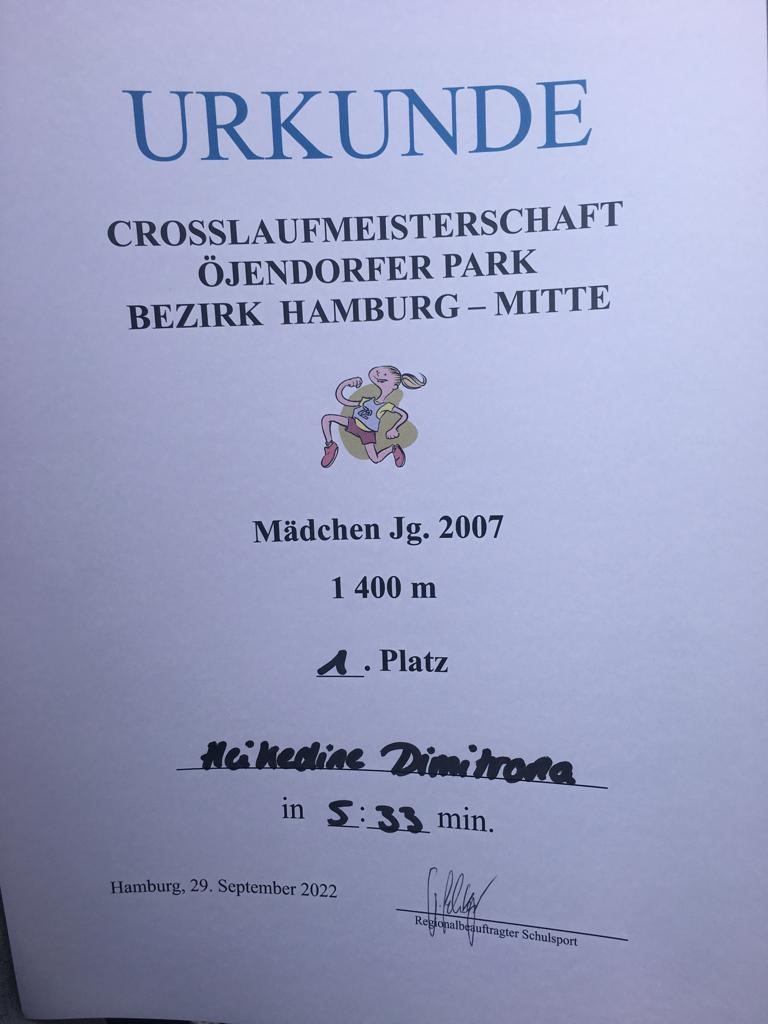 URKUNDE
CROSSLAUFMEISTERSCHAFT
ÖJENDORFER PARK
BEZIRK HAMBURG – MITTE
22
Mädchen Jg. 2007
1 400 m
1. Platz
Dimitrova
in 5:33 min.
Hamburg, 29. September 2022
Regionalbeauftragter Schulsport